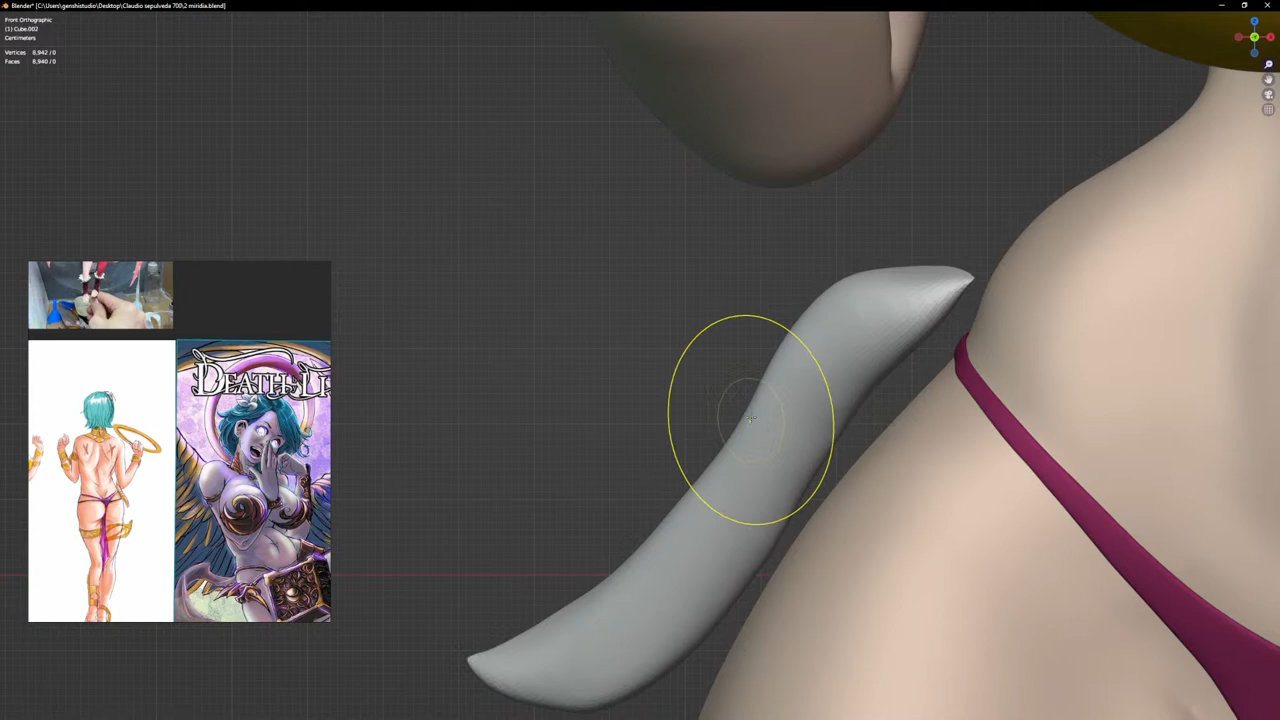 Blender* [C:\Users\genshistudio\Desktop\Claudio sepulveda 700\2 miridia.blend]
Front Orthographic
(1) Cube.002
Centimeters
Vertices 8,942 / 0
Faces 8,940 / 0
DEATH LI